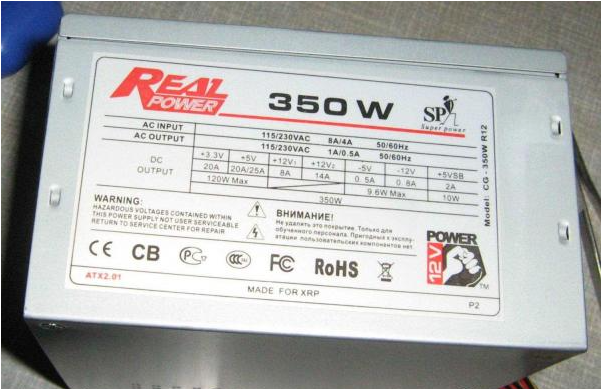 REAL POWER
350 W
SP
Super power
AC INPUT 115/230VAC 8A/4A 50/60Hz
AC OUTPUT 115/230VAC 1A/0.5A 50/60Hz
DC OUTPUT
+3.3V +5V +12V1 +12V2 -5V -12V +5VSB
20A 20A/25A 8A 14A 0.5A 0.8A 2A
120W Max 9.6W Max 10W
350W
Model: CG - 350W R12
WARNING:
HAZARDOUS VOLTAGES CONTAINED WITHIN
THIS POWER SUPPLY NOT USER SERVICEABLE
RETURN TO SERVICE CENTER FOR REPAIR
ВНИМАНИЕ!
Не удалять это покрытие. Только для
обученного персонала. Пригодных к эксплу-
атации пользовательских компонентов нет.
CE CB PG CCC FC RoHS
POWER
12V
TM
ATX2.01
MADE FOR XRP
P2